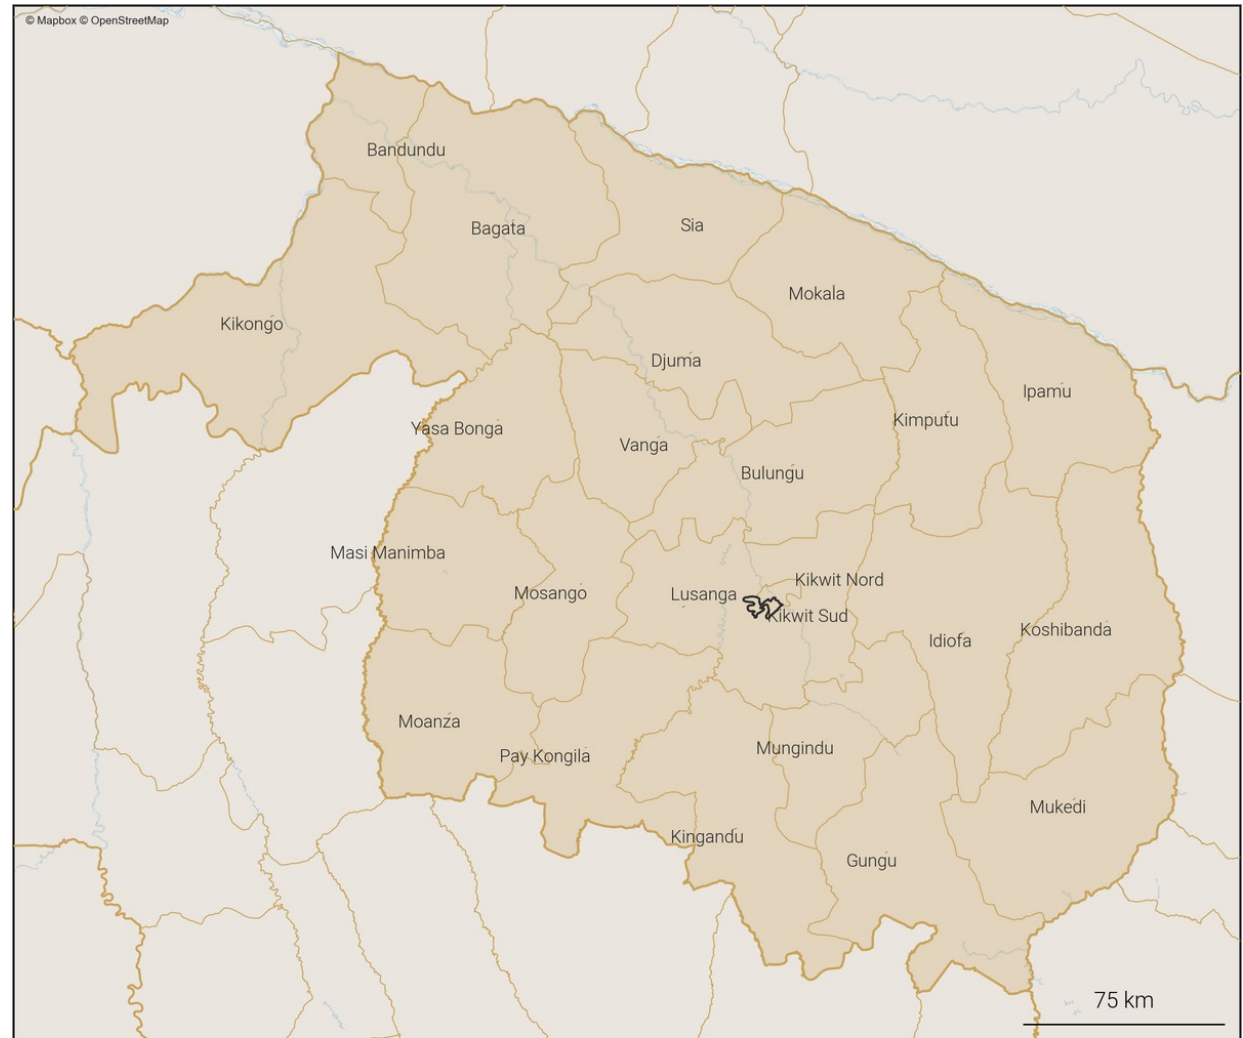 © Mapbox © OpenStreetMap
Bandundu
Bagata
Sia
Mokala
Kikongo
Djuma
Ipamu
Kimputu
Yasa Bonga
Vanga
Bulungu
Masi Manimba
Kikwit Nord
Mosango
Lusanga
Kikwit Sud
Koshibanda
Idiofa
Moanza
Mungindu
Pay Kongila
Mukedi
Kingandu
Gungu
75 km